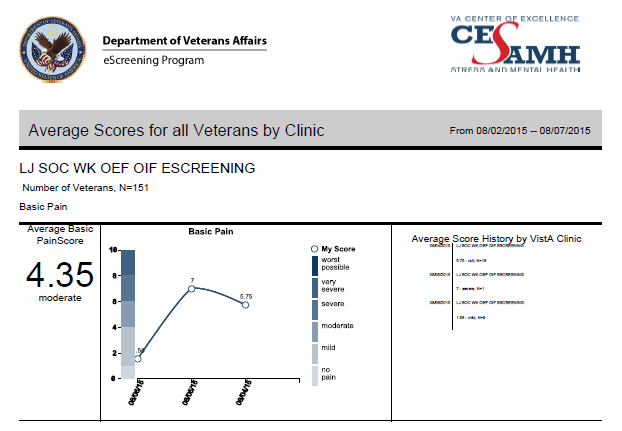 Department of Veterans Affairs
eScreening Program
VA CENTER OF EXCELLENCE
CESAMH
STRESS AND MENTAL HEALTH
Average Scores for all Veterans by Clinic
From 08/02/2015 -- 08/07/2015
LJ SOC WK OEF OIF ESCREENING
Number of Veterans, N=151
Basic Pain
Average Basic
PainScore
4.35
moderate
Basic Pain
10
8
6
4
2
0
7
5.75
My Score
worst
possible
very
severe
severe
moderate
mild
no
pain
Average Score History by VistA Clinic
LJ SOC WK OEF OIF ESCREENING
LJ SOC WK OEF OIF ESCREENING
7 - severe, N=1
LJ SOC WK OEF OIF ESCREENING